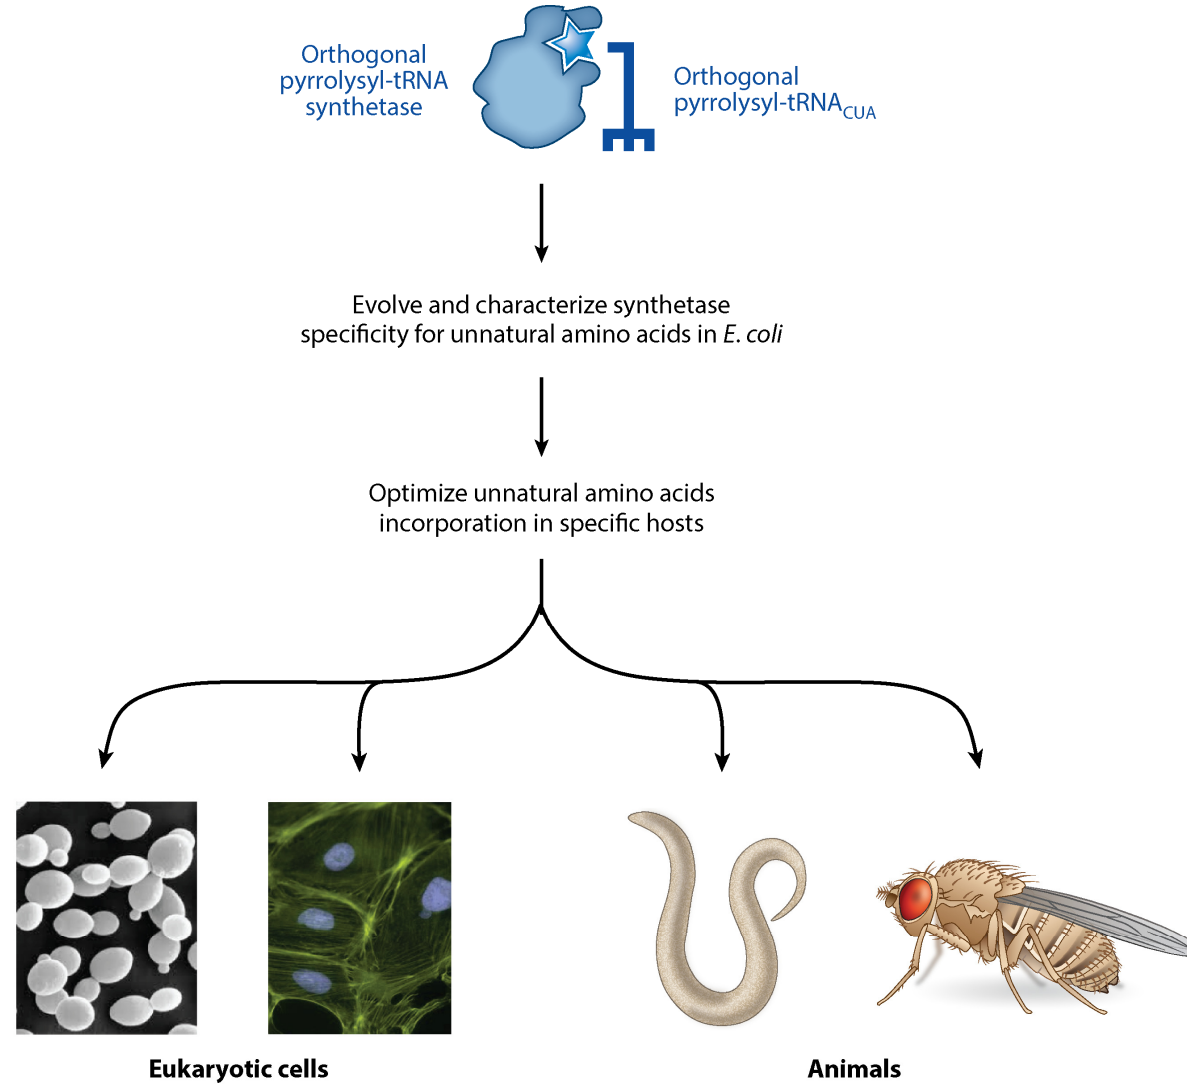 Orthogonal
pyrrolysyl-tRNA
synthetase
Orthogonal
pyrrolysyl-tRNACUA
Evolve and characterize synthetase
specificity for unnatural amino acids in E. coli
Optimize unnatural amino acids
incorporation in specific hosts
Eukaryotic cells
Animals